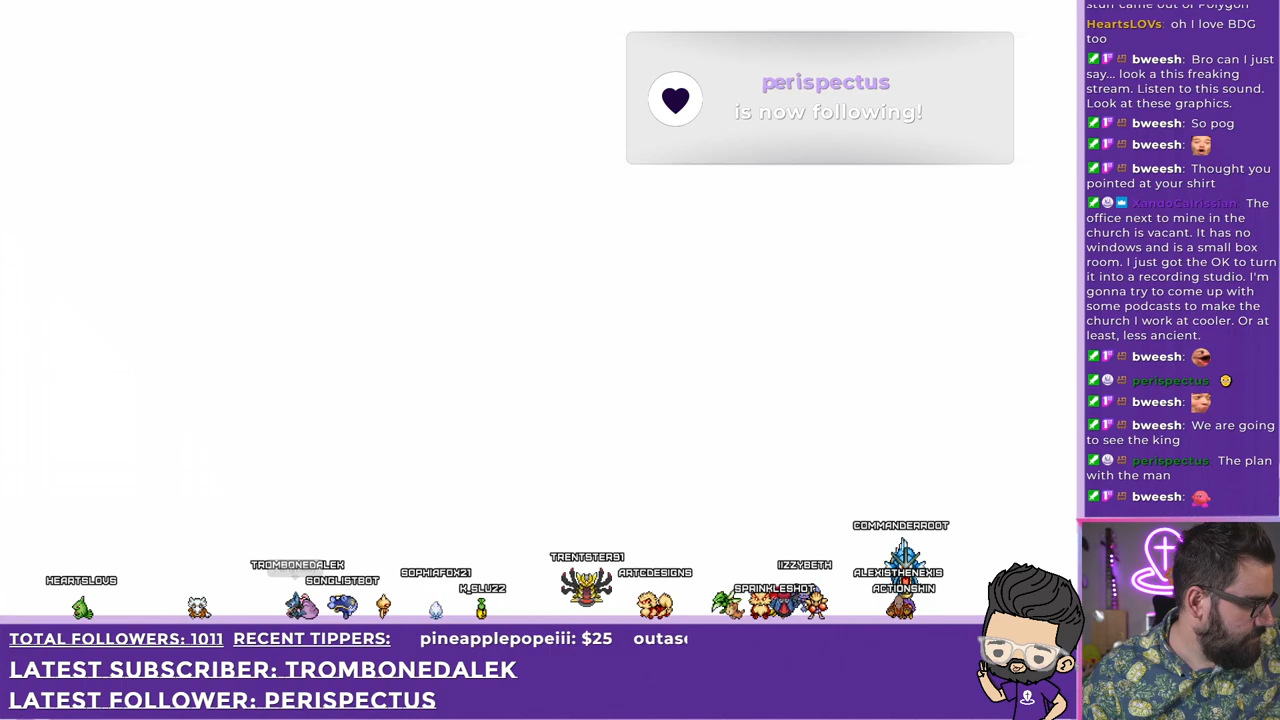 stuff came out of Polygon
HeartsLOVs: oh I love BDG
too
bweesh: Bro can I just
say... look a this freaking
stream. Listen to this sound.
Look at these graphics.
bweesh: So pog
bweesh:
bweesh: Thought you
pointed at your shirt
XandoCalrissian: The
office next to mine in the
church is vacant. It has no
windows and is a small box
room. I just got the OK to turn
it into a recording studio. I'm
gonna try to come up with
some podcasts to make the
church I work at cooler. Or at
least, less ancient.
bweesh:
perispectus:
bweesh:
bweesh: We are going
to see the king
perispectus: The plan
with the man
bweesh:
perispectus
is now following!
COMMANDERROOT
TRENTSTER91
TROMBONEDALEK
IIZZYBETH
HEARTSLOVS
SONGLISTBOT
SOPHIAFOX21
ARTCDESIGNS
ALEXISTHENEXIS
K_BLUZZ
SPRINKLESHOT
ACTIONSHIN
TOTAL FOLLOWERS: 1011 RECENT TIPPERS: pineapplepopeiii: $25 outaso
LATEST SUBSCRIBER: TROMBONEDALEK
LATEST FOLLOWER: PERISPECTUS